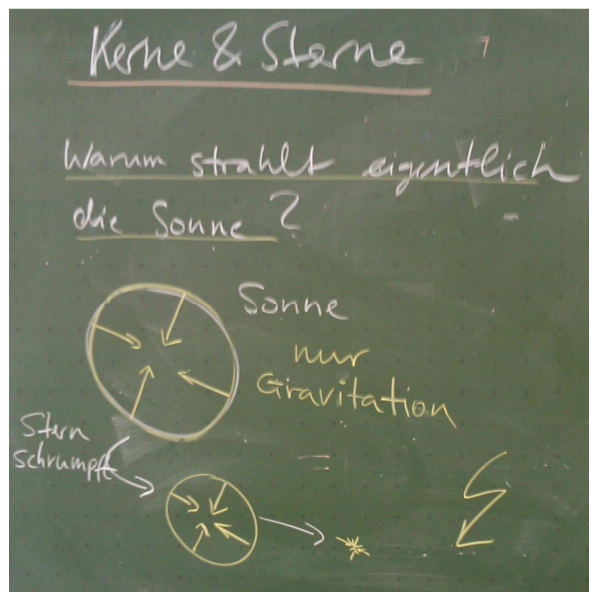 Kerne & Sterne
Warum strahlt eigentlich
die Sonne?
Sonne
nur
Gravitation
Stern
schrumpft
=